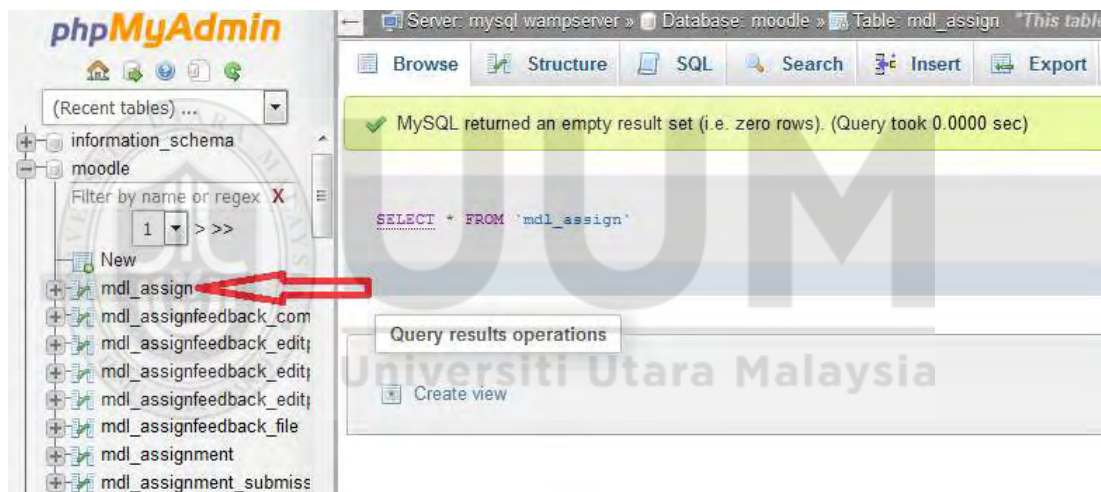 phpMyAdmin
(Recent tables) ...
information_schema
moodle
Filter by name or regex X
1 > >>
New
mdl_assign
mdl_assignfeedback_com
mdl_assignfeedback_edit
mdl_assignfeedback_edit
mdl_assignfeedback_edit
mdl_assignfeedback_file
mdl_assignment
mdl_assignment_submiss
← Server: mysql wampserver » Database: moodle » Table: mdl_assign "This table
Browse Structure SQL Search Insert Export
MySQL returned an empty result set (i.e. zero rows). (Query took 0.0000 sec)
SELECT * FROM `mdl_assign`
Query results operations
Create view
UUM
Universiti Utara Malaysia